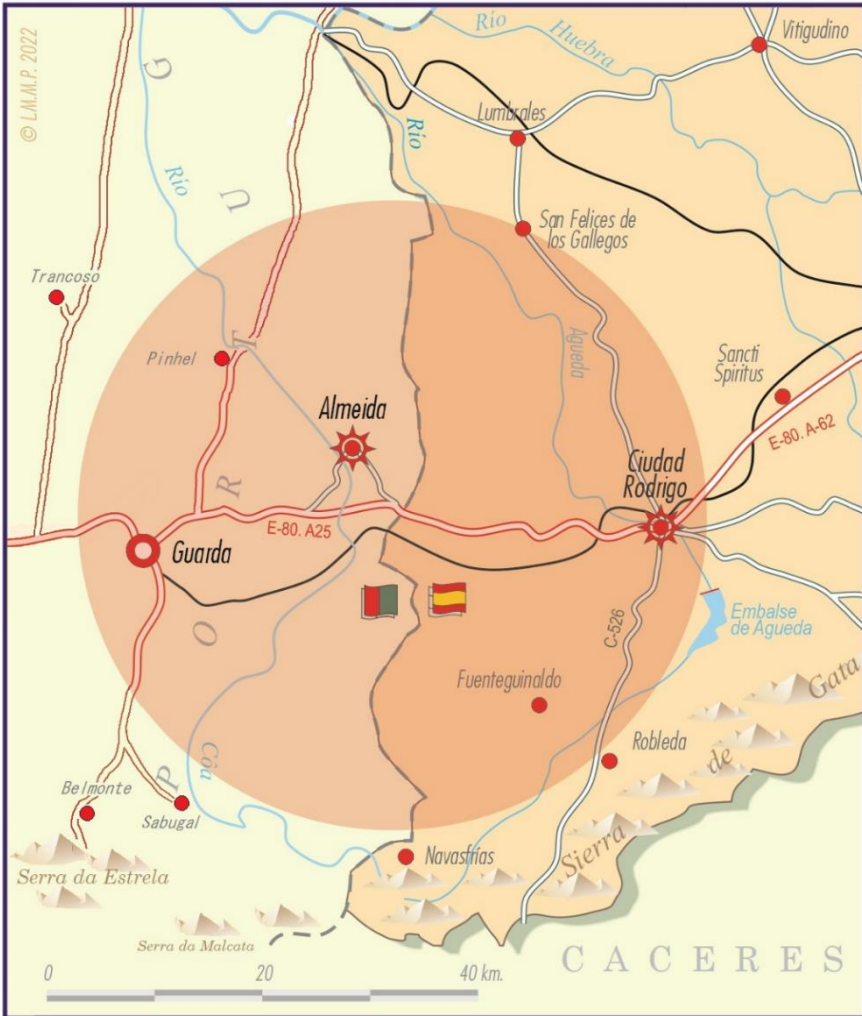 © L.M.M.P. 2022
Río
Huebra
Vitigudino
Lumbrales
Río
Río
San Felices de
los Gallegos
Trancoso
Pinhel
Agueda
Sancti
Spiritus
Almeida
Ciudad
Rodrigo
E-80. A-62
E-80. A25
Guarda
PORTUG
C-526
Embalse
de Agueda
Fuenteguinaldo
Robleda
Sierra de Gata
Côa
Belmonte
Sabugal
Navasfrías
Serra da Estrela
Serra da Malcata
CACERES
0 20 40 km.